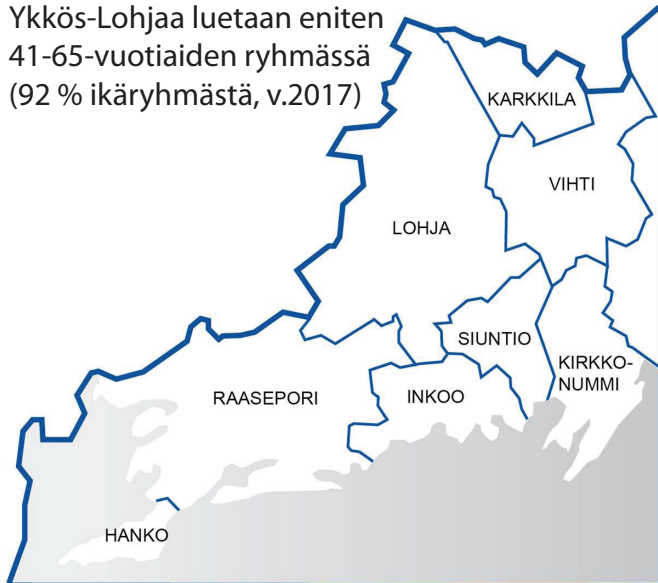 Ykkös-Lohjaa luetaan eniten
41-65-vuotiaiden ryhmässä
(92 % ikäryhmästä, v.2017)
KARKKILA
VIHTI
LOHJA
SIUNTIO
KIRKKO-
NUMMI
RAASEPORI
INKOO
HANKO